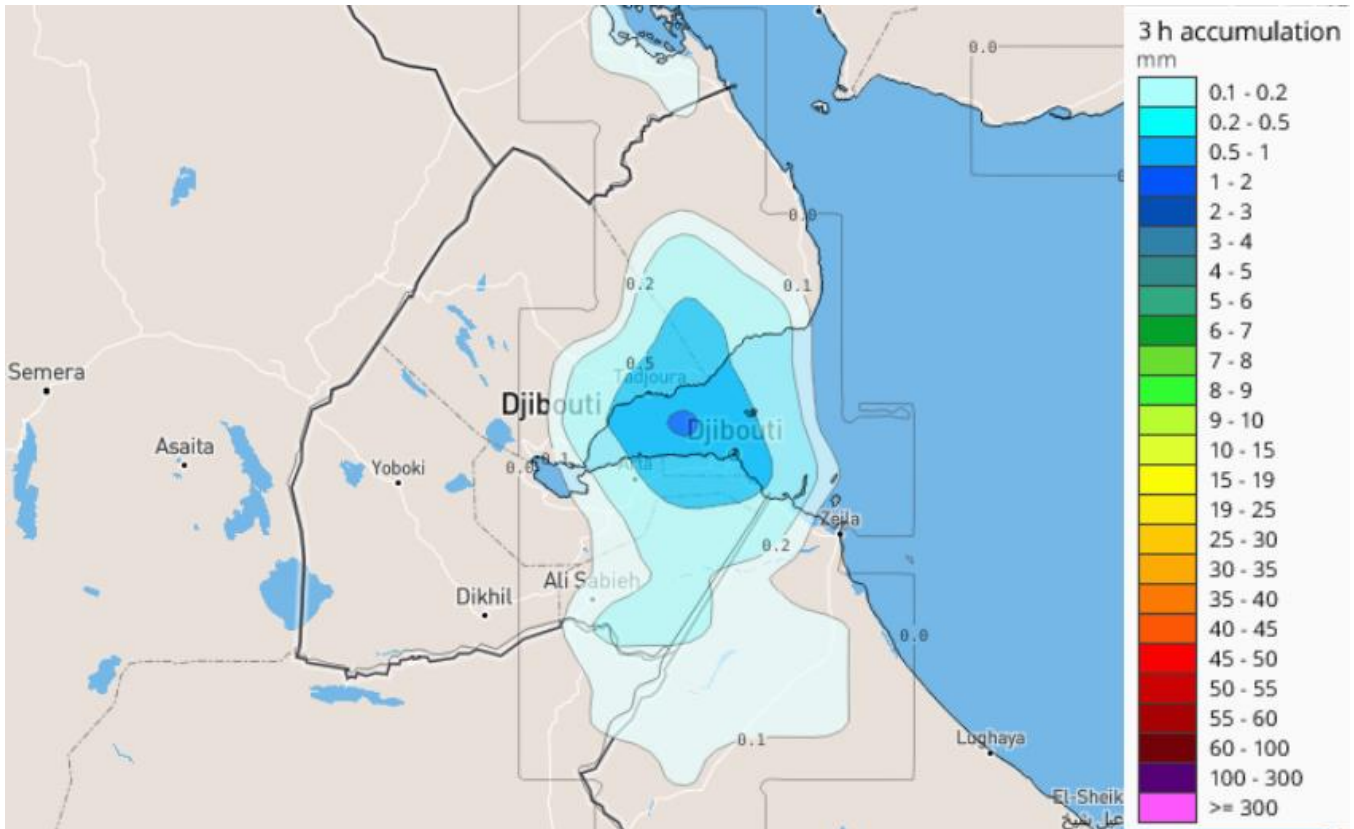 3 h accumulation
mm
0.1 - 0.2
0.2 - 0.5
0.5 - 1
1 - 2
2 - 3
3 - 4
4 - 5
5 - 6
6 - 7
7 - 8
8 - 9
9 - 10
10 - 15
15 - 19
19 - 25
25 - 30
30 - 35
35 - 40
40 - 45
45 - 50
50 - 55
55 - 60
60 - 100
100 - 300
>= 300
0.0
0.0
0.2
0.1
0.5
Semera
Tadjoura
Djibouti
Djibouti
Asaita
Yoboki
0.0
0.1
Arta
Zeila
0.2
Ali Sabieh
Dikhil
0.0
0.1
Lughaya
El-Sheik